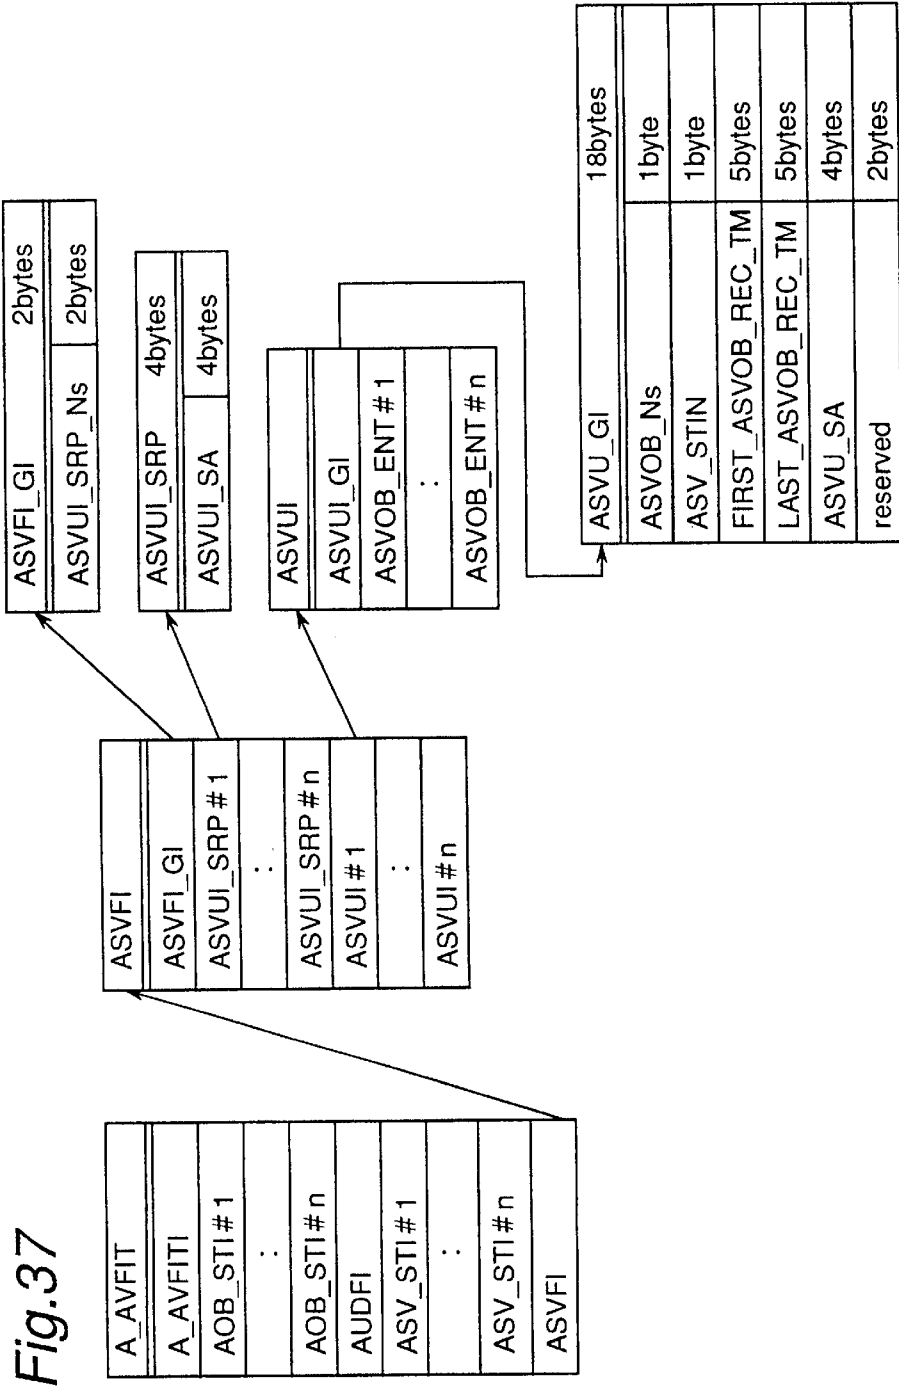 Fig.37
A_AVFIT
A_AVFITI
AOB_STI#1
:
AOB_STI#n
AUDFI
ASV_STI#1
:
ASV_STI#n
ASVFI
ASVFI
ASVFI_GI
ASVUI_SRP#1
:
ASVUI_SRP#n
ASVUI#1
:
ASVUI#n
ASVFI_GI 2bytes
ASVUI_SRP_Ns 2bytes
ASVUI_SRP 4bytes
ASVUI_SA 4bytes
ASVUI
ASVUI_GI
ASVOB_ENT#1
:
ASVOB_ENT#n
ASVU_GI 18bytes
ASVOB_Ns 1byte
ASV_STIN 1byte
FIRST_ASVOB_REC_TM 5bytes
LAST_ASVOB_REC_TM 5bytes
ASVU_SA 4bytes
reserved 2bytes